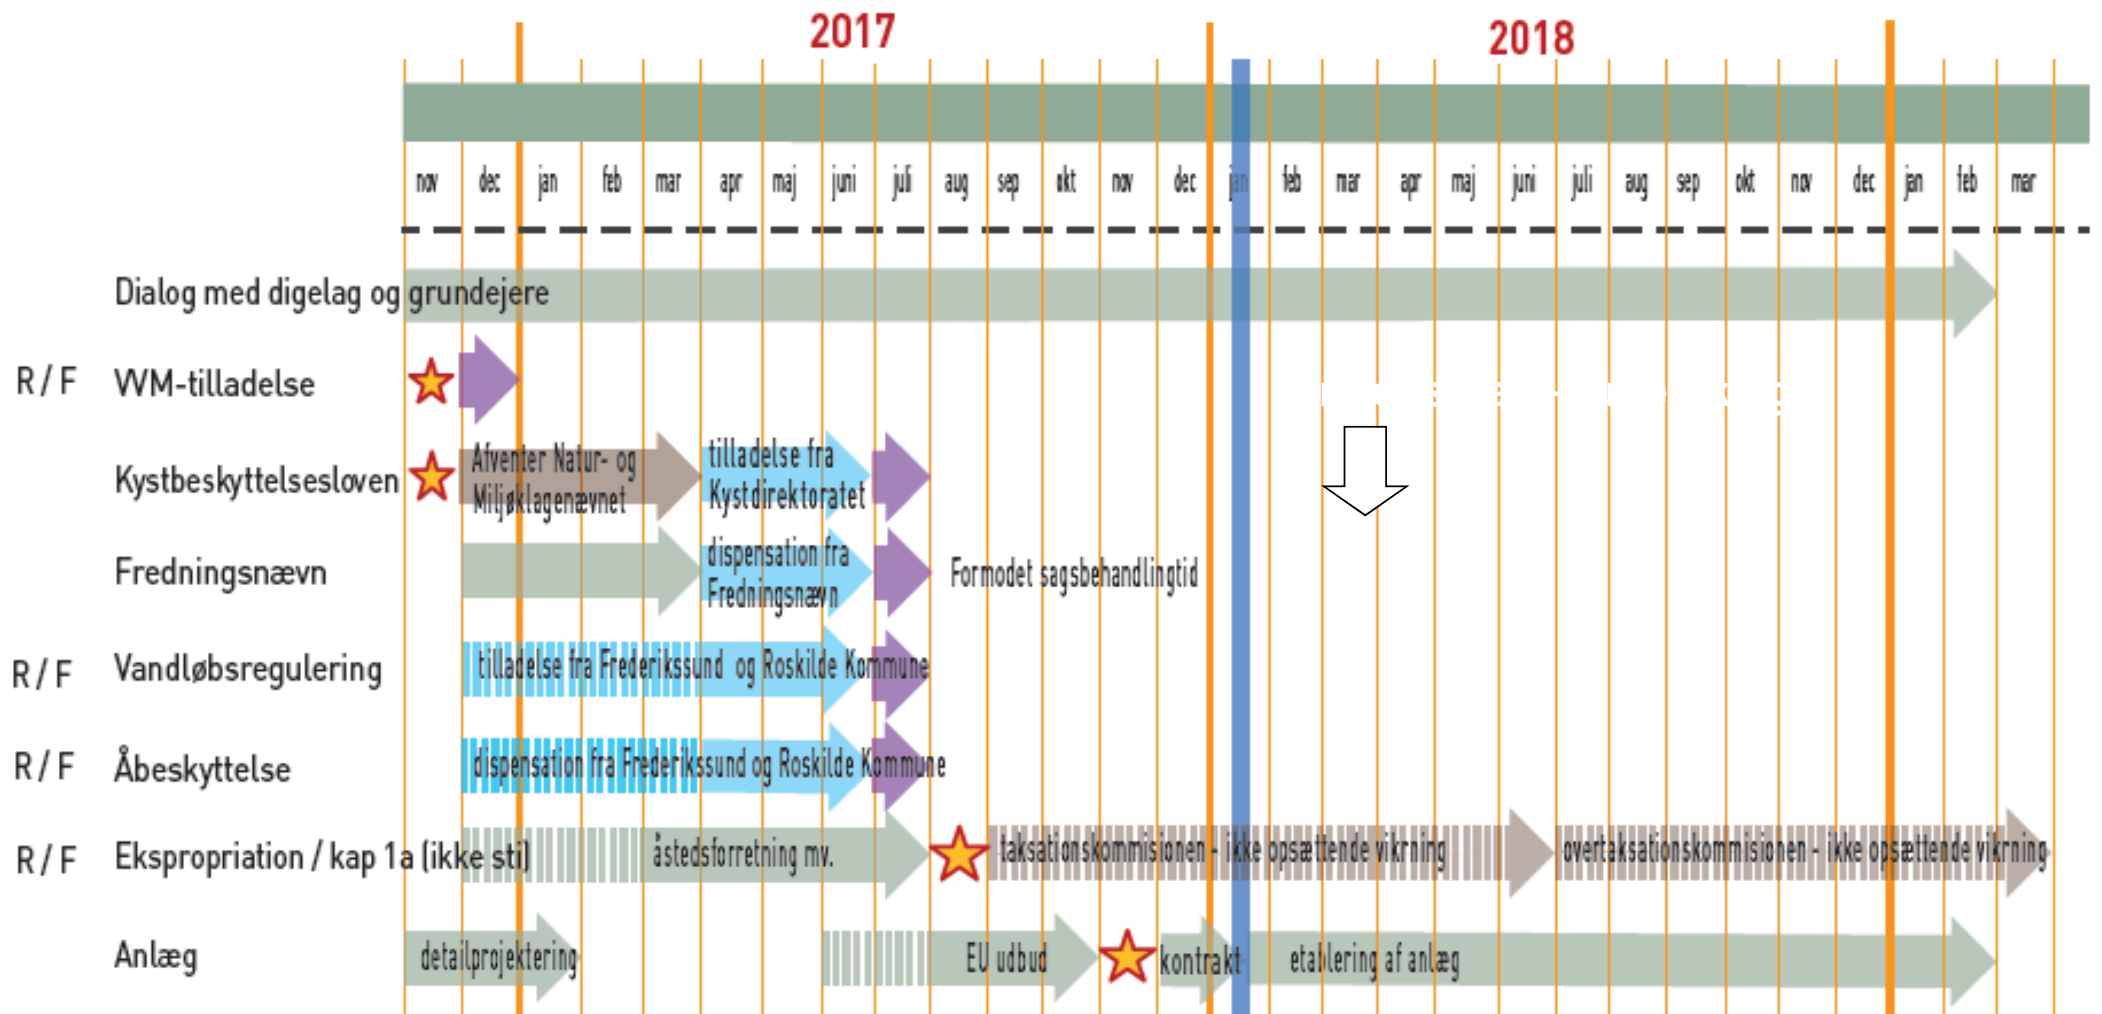 2017
2018
nov dec jan feb mar apr maj juni juli aug sep okt nov dec jan feb mar apr maj juni juli aug sep okt nov dec jan feb mar
Dialog med digelag og grundejere
R / F VVM-tilladelse
Kystbeskyttelsesloven
Afventer Natur- og
Miljøklagenævnet
tilladelse fra
Kystdirektoratet
Fredningsnævn
dispensation fra
Fredningsnævn
Formodet sagsbehandlingtid
R / F Vandløbsregulering tilladelse fra Frederikssund og Roskilde Kommune
R / F Åbeskyttelse dispensation fra Frederikssund og Roskilde Kommune
R / F Ekspropriation / kap 1a (ikke sti) åstedsforretning mv. taksationskommisionen - ikke opsættende vikrning overtaksationskommisionen - ikke opsættende vikrning
Anlæg detailprojektering EU udbud kontrakt etablering af anlæg